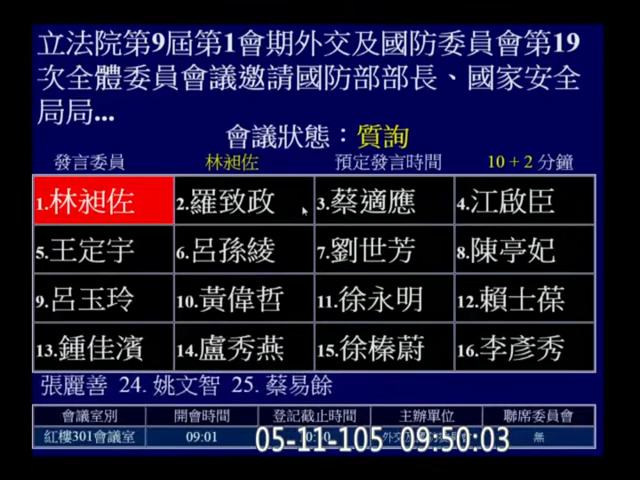 立法院第9屆第1會期外交及國防委員會第19
次全體委員會議邀請國防部部長、國家安全
局局...
會議狀態：質詢
發言委員 林昶佐 預定發言時間 10 + 2 分鐘
1.林昶佐 2.羅致政 3.蔡適應 4.江啟臣
5.王定宇 6.呂孫綾 7.劉世芳 8.陳亭妃
9.呂玉玲 10.黃偉哲 11.徐永明 12.賴士葆
13.鍾佳濱 14.盧秀燕 15.徐榛蔚 16.李彥秀
張麗善 24. 姚文智 25. 蔡易餘
會議室別 開會時間 登記截止時間 主辦單位 聯席委員會
紅樓301會議室 09:01 無
05-11-105 09:50:03